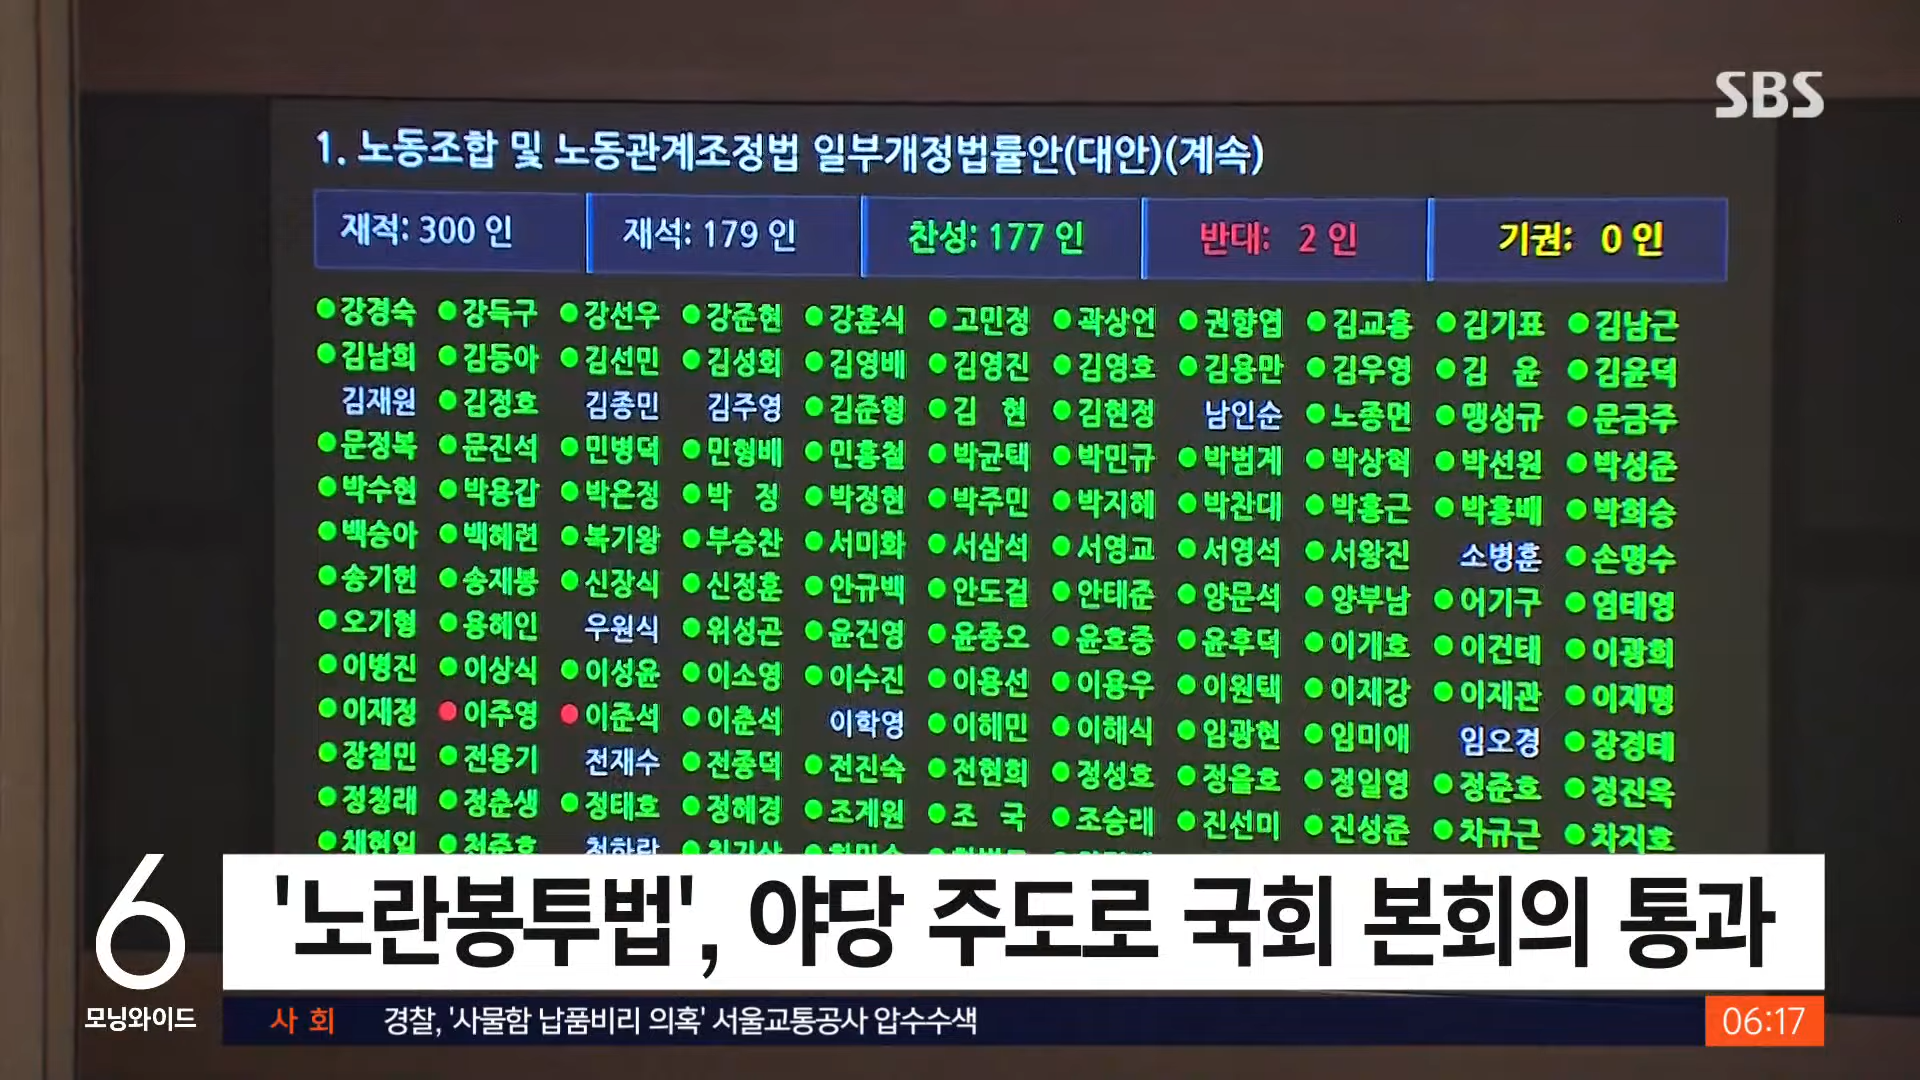 SBS
1. 노동조합 및 노동관계조정법 일부개정법률안(대안)(계속)
재적: 300 인 재석: 179 인 찬성: 177 인 반대: 2 인 기권: 0 인
강경숙 강득구 강선우 강준현 강훈식 고민정 곽상언 권향엽 김교흥 김기표 김남근
김남희 김동아 김선민 김성회 김영배 김영진 김영호 김용만 김우영 김 윤 김윤덕
김재원 김정호 김종민 김주영 김준형 김 현 김현정 남인순 노종면 맹성규 문금주
문정복 문진석 민병덕 민형배 민홍철 박균택 박민규 박범계 박상혁 박선원 박성준
박수현 박용갑 박은정 박 정 박정현 박주민 박지혜 박찬대 박홍근 박홍배 박희승
백승아 백혜련 복기왕 부승찬 서미화 서삼석 서영교 서영석 서왕진 소병훈 손명수
송기헌 송재봉 신장식 신정훈 안규백 안도걸 안태준 양문석 양부남 어기구 염태영
오기형 용혜인 우원식 위성곤 윤건영 윤종오 윤호중 윤후덕 이개호 이건태 이광희
이병진 이상식 이성윤 이소영 이수진 이용선 이용우 이원택 이재강 이재관 이재명
이재정 이주영 이준석 이춘석 이학영 이해민 이해식 임광현 임미애 임오경 장경태
장철민 전용기 전재수 전종덕 전진숙 전현희 정성호 정을호 정일영 정준호 정진욱
정청래 정춘생 정태호 정혜경 조계원 조 국 조승래 진선미 진성준 차규근 차지호
채현일 천준호 천하람
'노란봉투법', 야당 주도로 국회 본회의 통과
6
모닝와이드
사회 경찰, '사물함 납품비리 의혹' 서울교통공사 압수수색
06:17